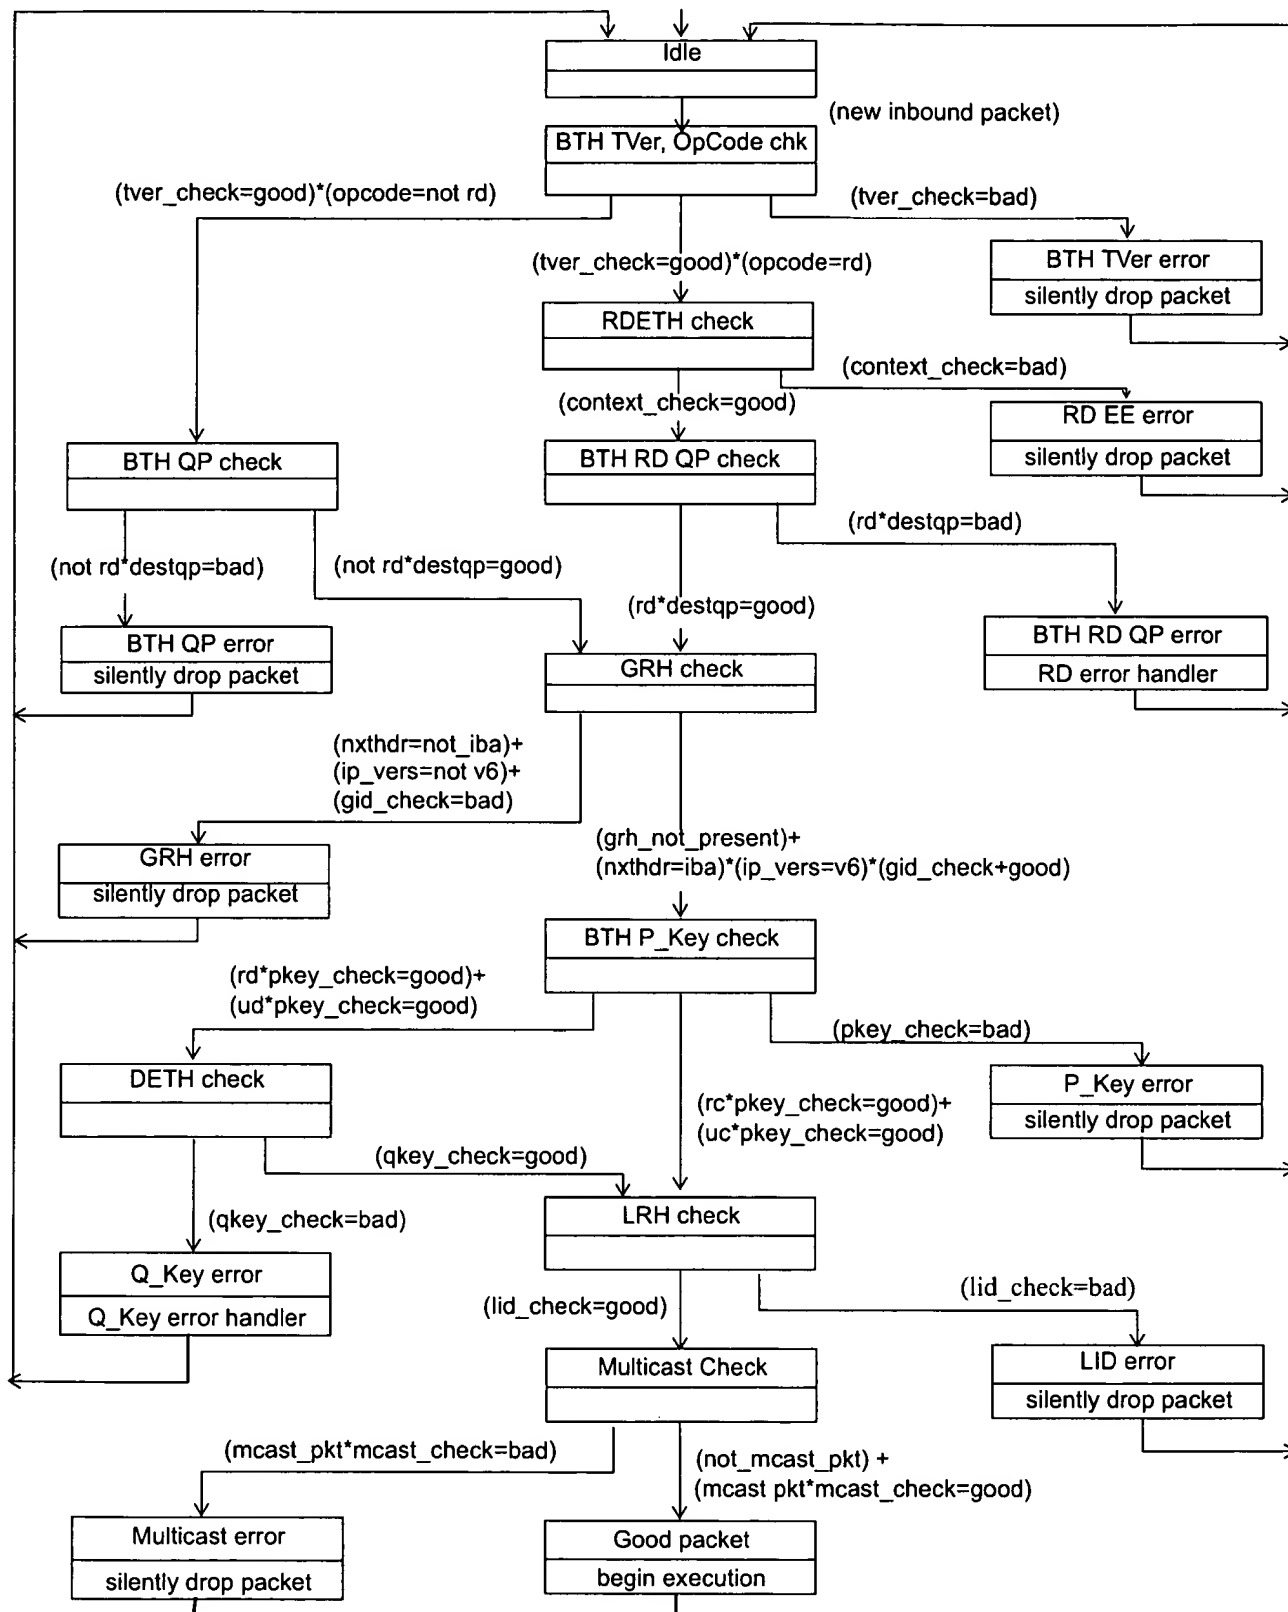 Idle
(new inbound packet)
BTH TVer, OpCode chk
(tver_check=good)*(opcode=not rd)
(tver_check=bad)
(tver_check=good)*(opcode=rd)
BTH TVer error
silently drop packet
RDETH check
(context_check=bad)
(context_check=good)
RD EE error
silently drop packet
BTH QP check
BTH RD QP check
(rd*destqp=bad)
(not rd*destqp=bad)
(not rd*destqp=good)
(rd*destqp=good)
BTH QP error
silently drop packet
BTH RD QP error
RD error handler
GRH check
(nxthdr=not_iba)+
(ip_vers=not v6)+
(gid_check=bad)
(grh_not_present)+
(nxthdr=iba)*(ip_vers=v6)*(gid_check+good)
GRH error
silently drop packet
BTH P_Key check
(rd*pkey_check=good)+
(ud*pkey_check=good)
(pkey_check=bad)
DETH check
P_Key error
silently drop packet
(rc*pkey_check=good)+
(uc*pkey_check=good)
(qkey_check=good)
LRH check
(qkey_check=bad)
Q_Key error
Q_Key error handler
(lid_check=good)
(lid_check=bad)
Multicast Check
LID error
silently drop packet
(mcast_pkt*mcast_check=bad)
(not_mcast_pkt) +
(mcast pkt*mcast_check=good)
Multicast error
silently drop packet
Good packet
begin execution